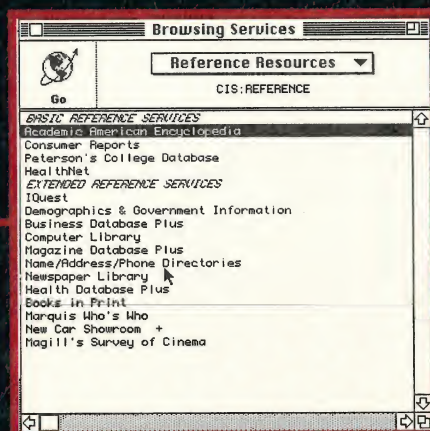 Browsing Services
Reference Resources
CIS:REFERENCE
Go
BASIC REFERENCE SERVICES
Academic American Encyclopedia
Consumer Reports
Peterson's College Database
HealthNet
EXTENDED REFERENCE SERVICES
IQuest
Demographics & Government Information
Business Database Plus
Computer Library
Magazine Database Plus
Name/Address/Phone Directories
Newspaper Library
Health Database Plus
Books in Print
Marquis Who's Who
New Car Showroom +
Magill's Survey of Cinema